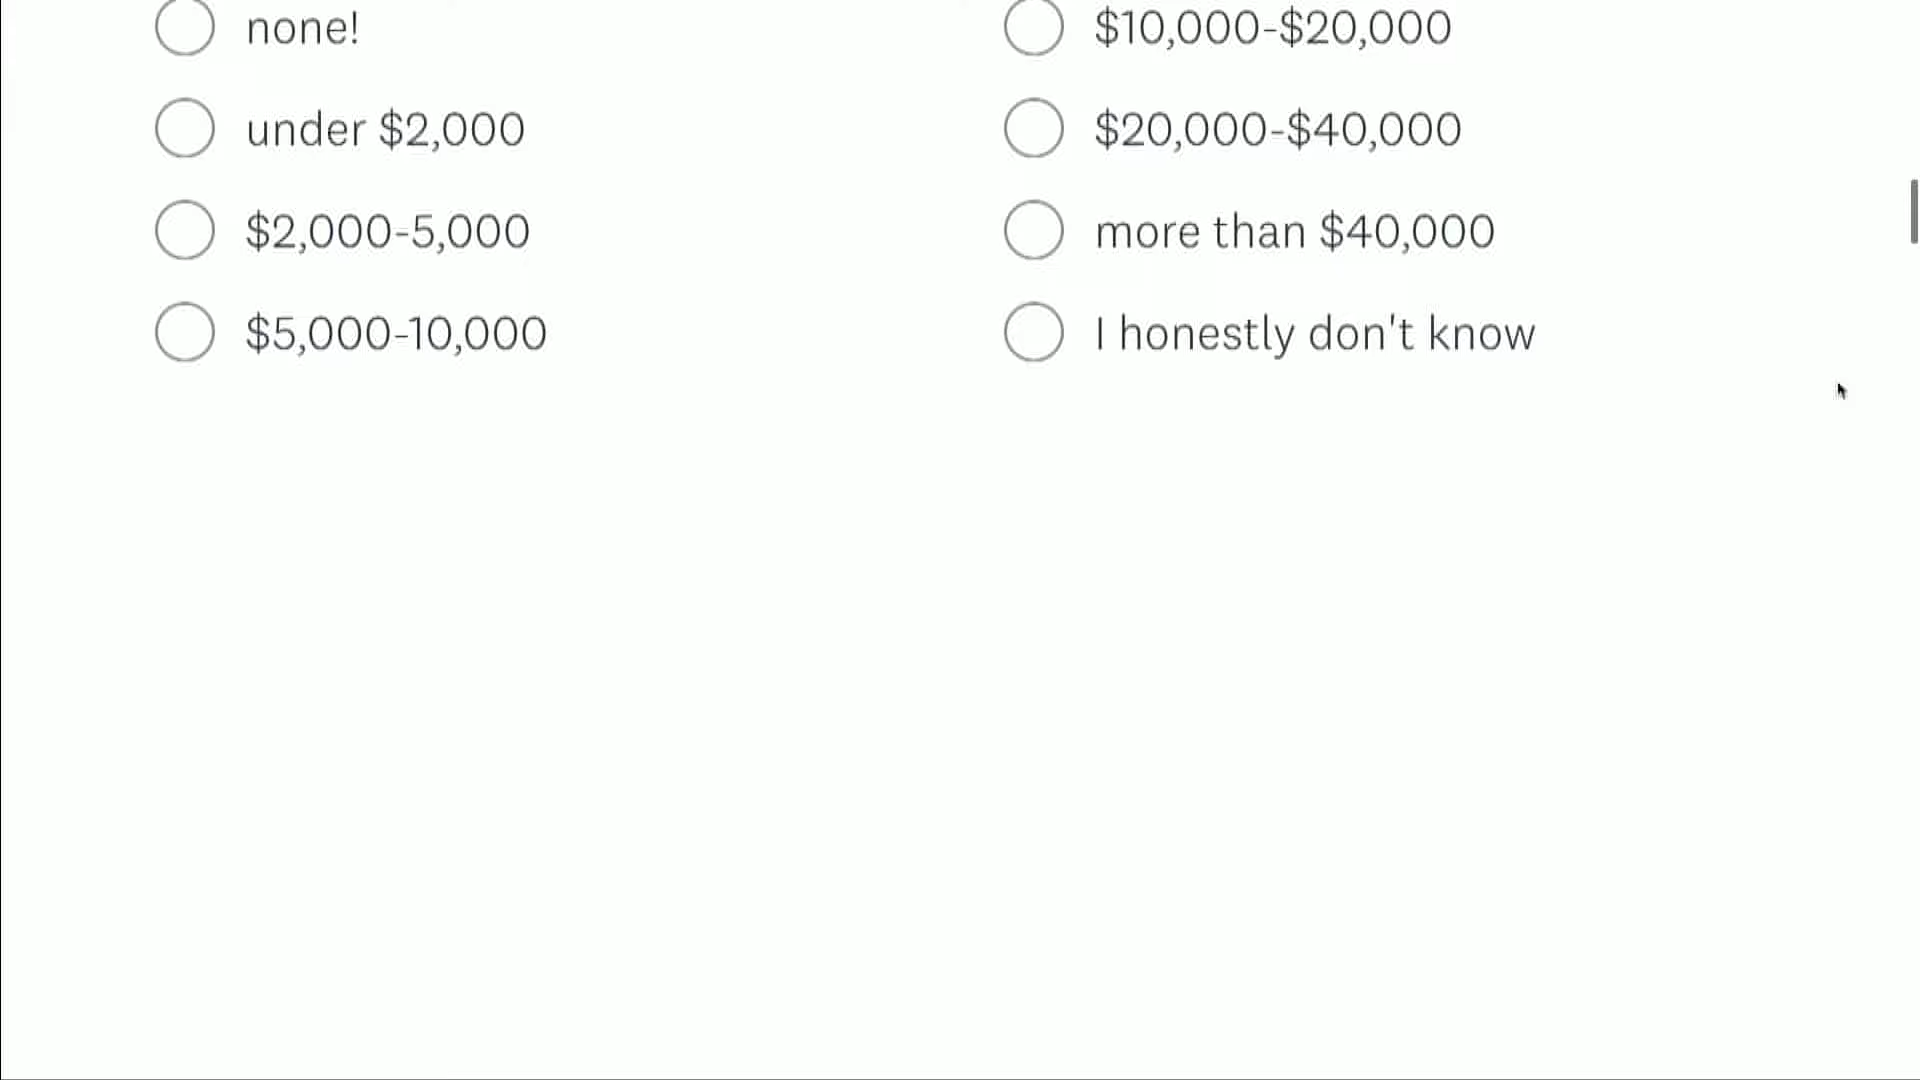 none!
under $2,000
$2,000-5,000
$5,000-10,000
$10,000-$20,000
$20,000-$40,000
more than $40,000
I honestly don't know